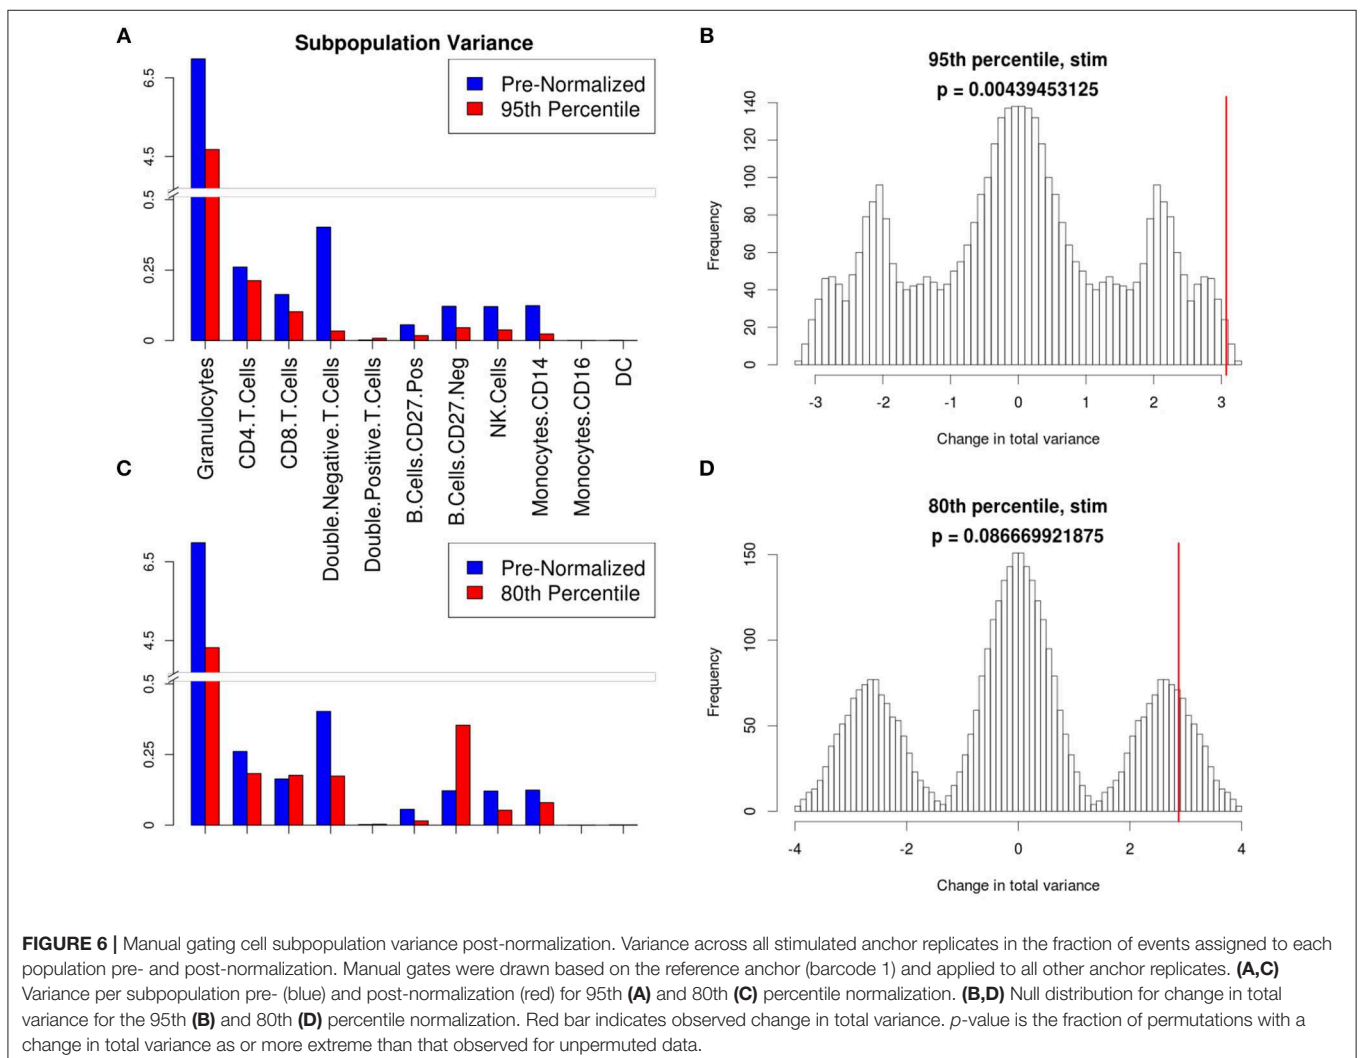 A
Subpopulation Variance
Pre-Normalized
95th Percentile
6.5
4.5
0.5
0.25
0
Granulocytes
CD4.T.Cells
CD8.T.Cells
Double.Negative.T.Cells
Double.Positive.T.Cells
B.Cells.CD27.Pos
B.Cells.CD27.Neg
NK.Cells
Monocytes.CD14
Monocytes.CD16
DC
B
95th percentile, stim
p = 0.00439453125
Frequency
140
120
100
80
60
40
20
0
-3 -2 -1 0 1 2 3
Change in total variance
C
Pre-Normalized
80th Percentile
6.5
4.5
0.5
0.25
0
D
80th percentile, stim
p = 0.086669921875
Frequency
150
100
50
0
-4 -2 0 2 4
Change in total variance
FIGURE 6 | Manual gating cell subpopulation variance post-normalization. Variance across all stimulated anchor replicates in the fraction of events assigned to each
population pre- and post-normalization. Manual gates were drawn based on the reference anchor (barcode 1) and applied to all other anchor replicates. (A,C)
Variance per subpopulation pre- (blue) and post-normalization (red) for 95th (A) and 80th (C) percentile normalization. (B,D) Null distribution for change in total
variance for the 95th (B) and 80th (D) percentile normalization. Red bar indicates observed change in total variance. p-value is the fraction of permutations with a
change in total variance as or more extreme than that observed for unpermuted data.